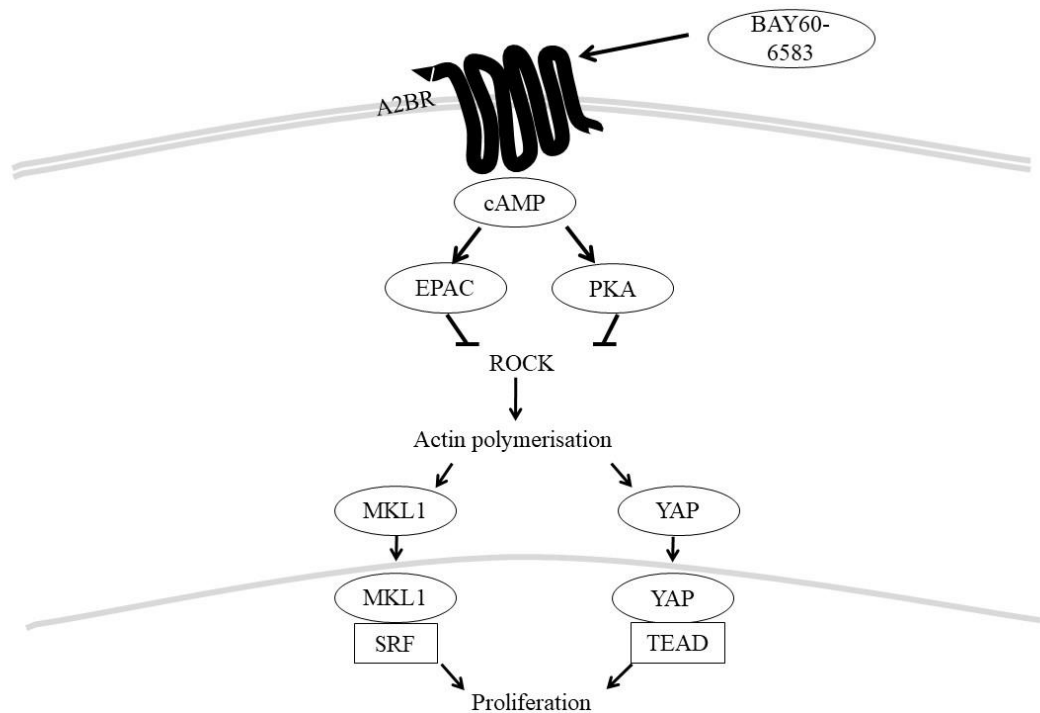 BAY60-
6583
A2BR
cAMP
EPAC
PKA
ROCK
Actin polymerisation
MKL1
YAP
MKL1
YAP
SRF
TEAD
Proliferation